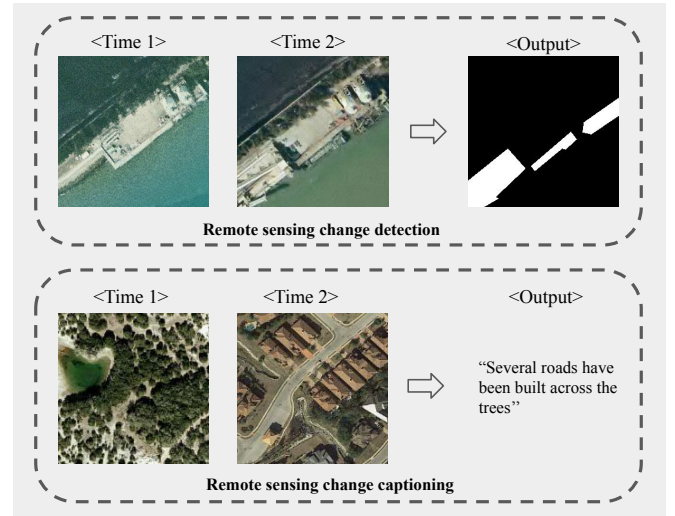 <Time 1> <Time 2> <Output>
Remote sensing change detection
<Time 1> <Time 2> <Output>
“Several roads have
been built across the
trees”
Remote sensing change captioning